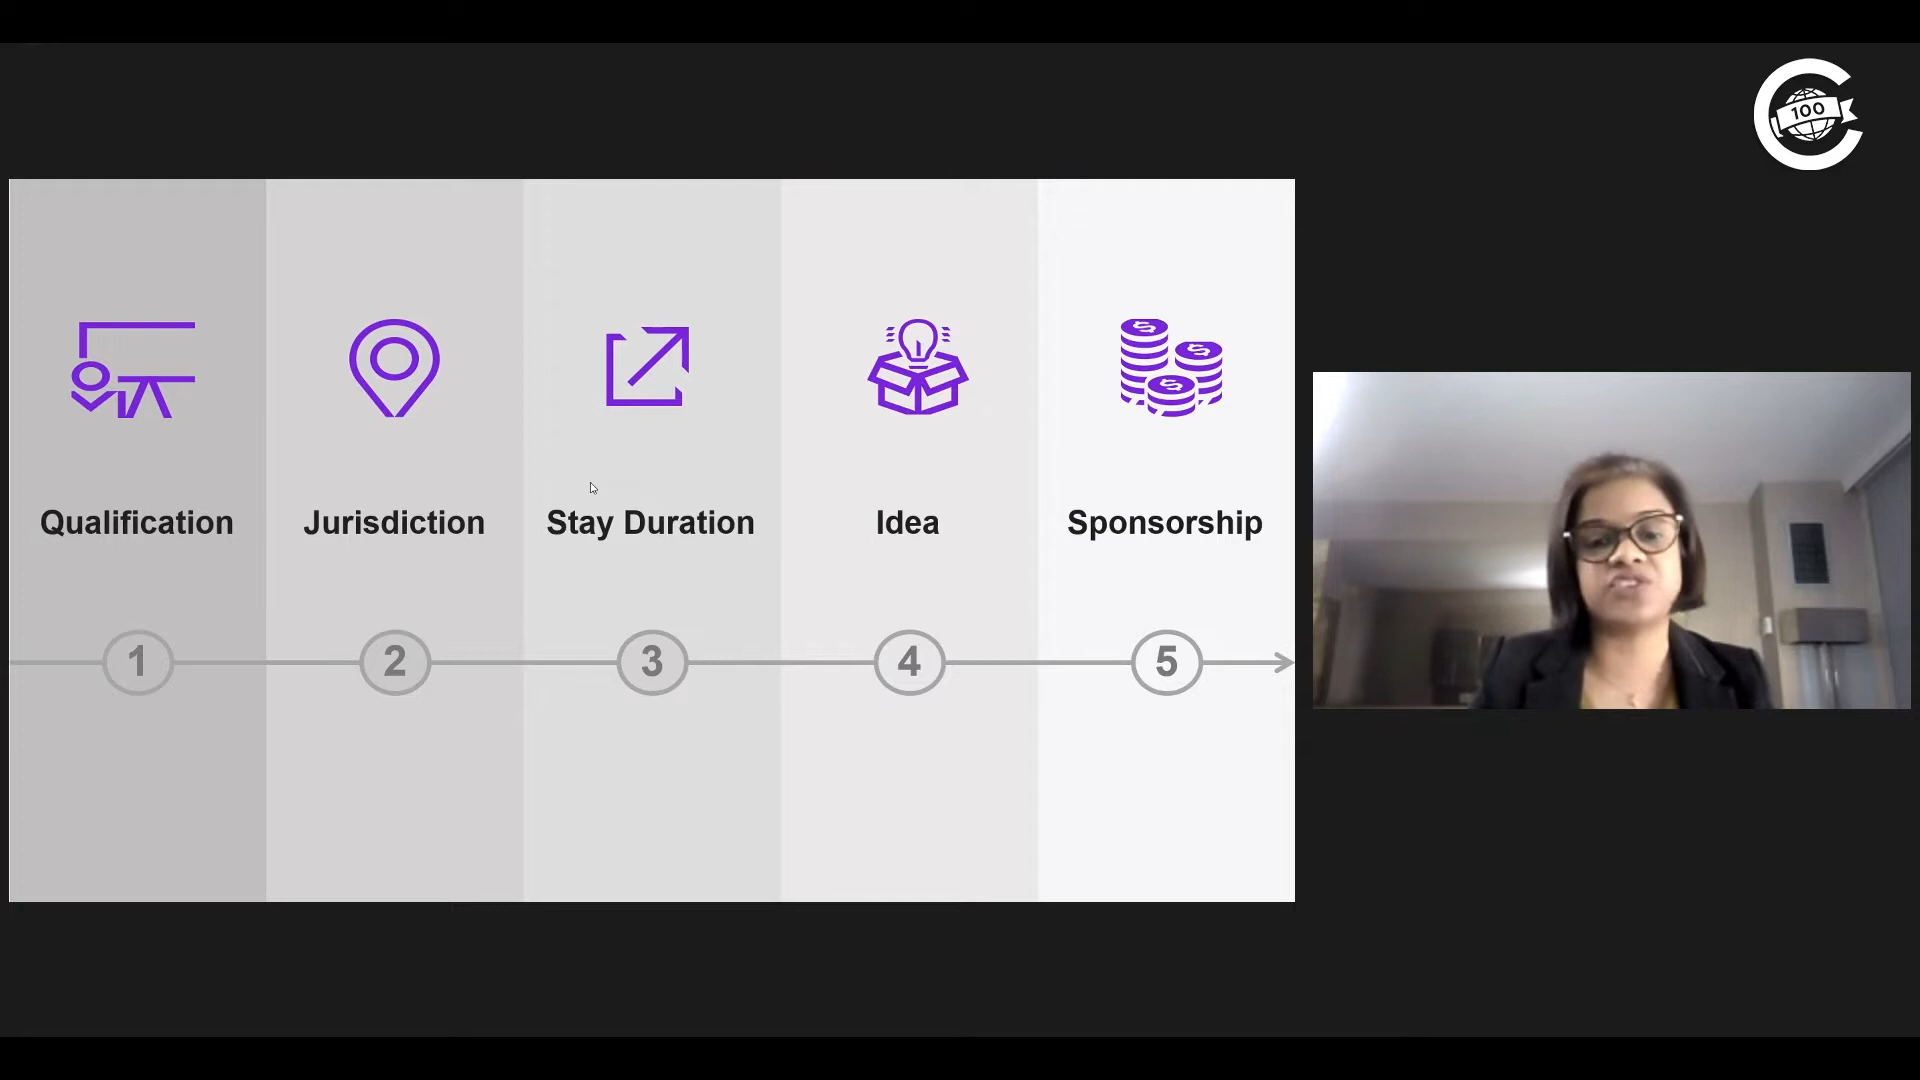 100
Qualification
Jurisdiction
Stay Duration
Idea
Sponsorship
1
2
3
4
5
$
$
$